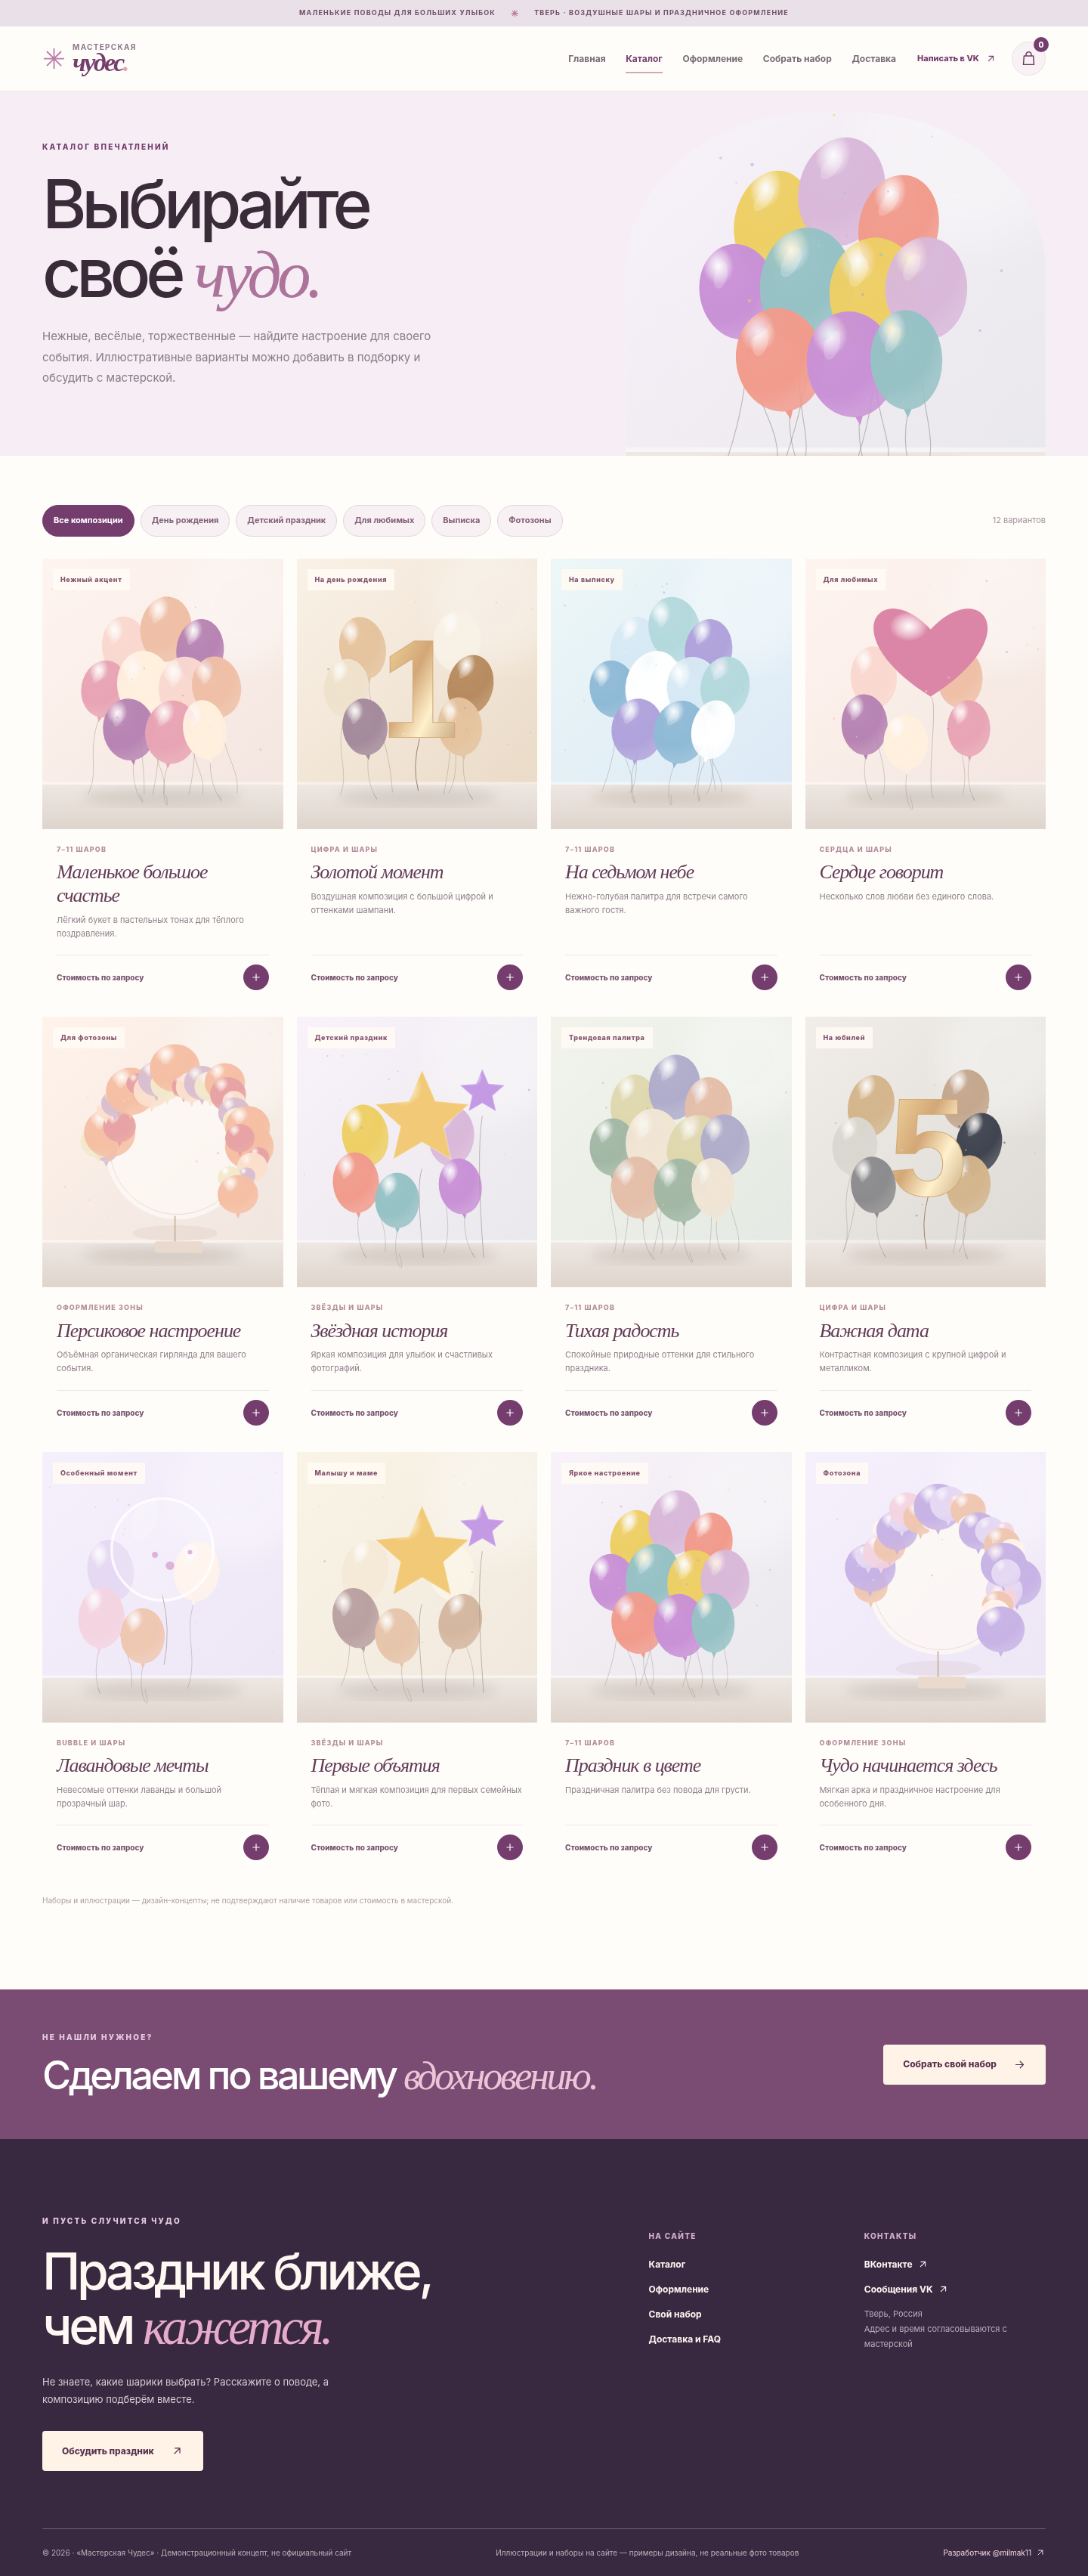 МАЛЕНЬКИЕ ПОВОДЫ ДЛЯ БОЛЬШИХ УЛЫБОК
ТВЕРЬ · ВОЗДУШНЫЕ ШАРЫ И ПРАЗДНИЧНОЕ ОФОРМЛЕНИЕ
МАСТЕРСКАЯ
чудес.
Главная
Каталог
Оформление
Собрать набор
Доставка
Написать в VK
0
КАТАЛОГ ВПЕЧАТЛЕНИЙ
Выбирайте
своё чудо.
Нежные, весёлые, торжественные — найдите настроение для своего
события. Иллюстративные варианты можно добавить в подборку и
обсудить с мастерской.
Все композиции
День рождения
Детский праздник
Для любимых
Выписка
Фотозоны
12 вариантов
Нежный акцент
7–11 ШАРОВ
Маленькое большое
счастье
Лёгкий букет в пастельных тонах для тёплого
поздравления.
Стоимость по запросу
На день рождения
1
ЦИФРА И ШАРЫ
Золотой момент
Воздушная композиция с большой цифрой и
оттенками шампани.
Стоимость по запросу
На выписку
7–11 ШАРОВ
На седьмом небе
Нежно-голубая палитра для встречи самого
важного гостя.
Стоимость по запросу
Для любимых
СЕРДЦА И ШАРЫ
Сердце говорит
Несколько слов любви без единого слова.
Стоимость по запросу
Для фотозоны
ОФОРМЛЕНИЕ ЗОНЫ
Персиковое настроение
Объёмная органическая гирлянда для вашего
события.
Стоимость по запросу
Детский праздник
ЗВЁЗДЫ И ШАРЫ
Звёздная история
Яркая композиция для улыбок и счастливых
фотографий.
Стоимость по запросу
Трендовая палитра
7–11 ШАРОВ
Тихая радость
Спокойные природные оттенки для стильного
праздника.
Стоимость по запросу
На юбилей
5
ЦИФРА И ШАРЫ
Важная дата
Контрастная композиция с крупной цифрой и
металликом.
Стоимость по запросу
Особенный момент
BUBBLE И ШАРЫ
Лавандовые мечты
Невесомые оттенки лаванды и большой
прозрачный шар.
Стоимость по запросу
Малышу и маме
ЗВЁЗДЫ И ШАРЫ
Первые объятия
Тёплая и мягкая композиция для первых семейных
фото.
Стоимость по запросу
Яркое настроение
7–11 ШАРОВ
Праздник в цвете
Праздничная палитра без повода для грусти.
Стоимость по запросу
Фотозона
ОФОРМЛЕНИЕ ЗОНЫ
Чудо начинается здесь
Мягкая арка и праздничное настроение для
особенного дня.
Стоимость по запросу
Наборы и иллюстрации — дизайн-концепты; не подтверждают наличие товаров или стоимость в мастерской.
НЕ НАШЛИ НУЖНОЕ?
Сделаем по вашему вдохновению.
Собрать свой набор
И ПУСТЬ СЛУЧИТСЯ ЧУДО
Праздник ближе,
чем кажется.
Не знаете, какие шарики выбрать? Расскажите о поводе, а
композицию подберём вместе.
Обсудить праздник
НА САЙТЕ
Каталог
Оформление
Свой набор
Доставка и FAQ
КОНТАКТЫ
ВКонтакте
Сообщения VK
Тверь, Россия
Адрес и время согласовываются с
мастерской
© 2026 · «Мастерская Чудес» · Демонстрационный концепт, не официальный сайт
Иллюстрации и наборы на сайте — примеры дизайна, не реальные фото товаров
Разработчик @milmak11